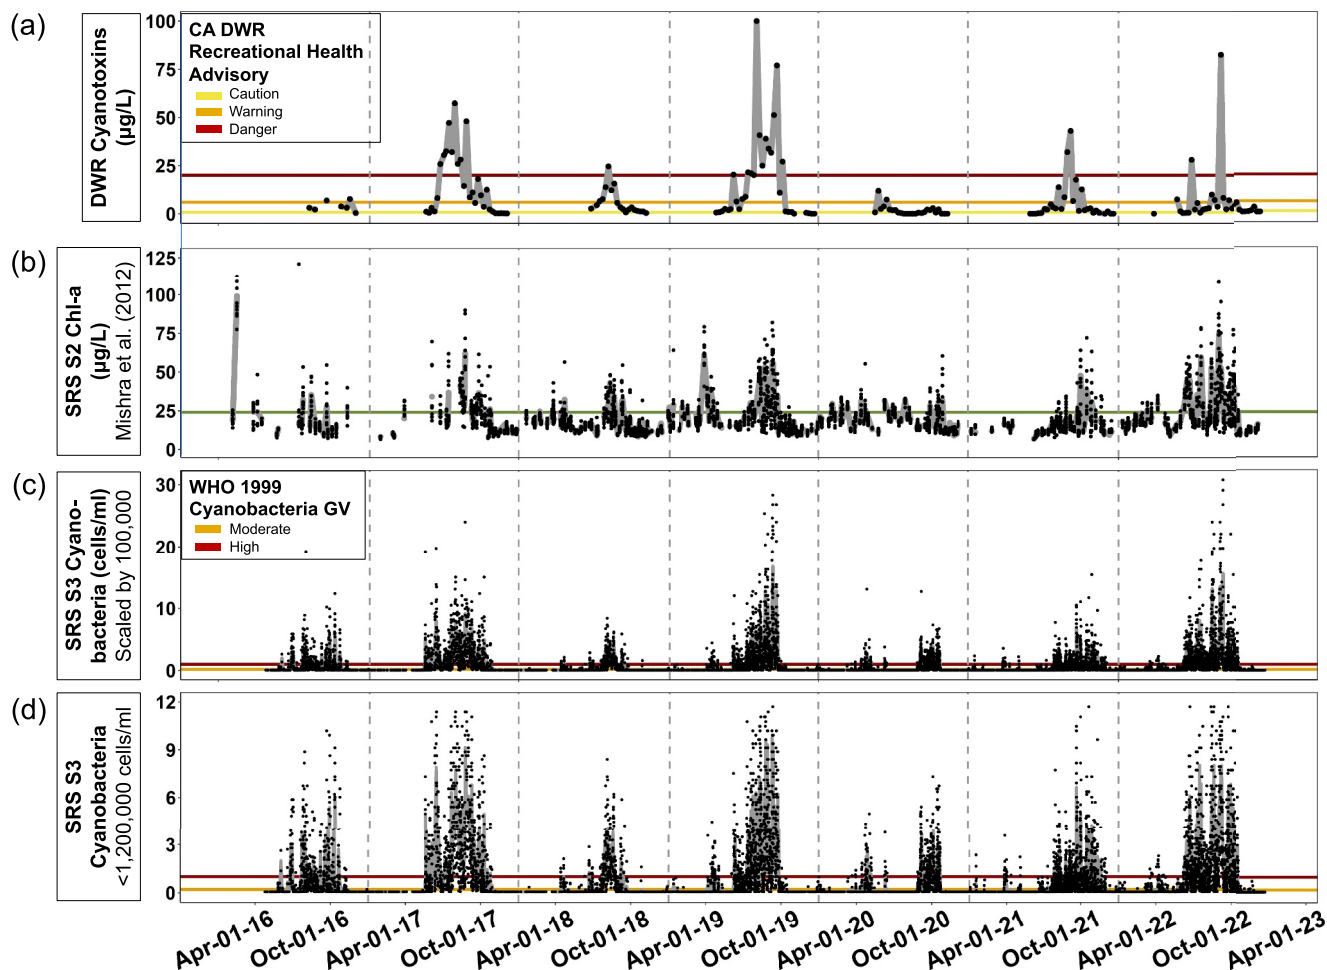 (a)
DWR Cyanotoxins
(µg/L)
100
75
50
25
0
CA DWR
Recreational Health
Advisory
Caution
Warning
Danger
(b)
SRS S2 Chl-a
(µg/L)
Mishra et al. (2012)
125
100
75
50
25
0
(c)
SRS S3 Cyano-
bacteria (cells/ml)
Scaled by 100,000
30
20
10
0
WHO 1999
Cyanobacteria GV
Moderate
High
(d)
SRS S3
Cyanobacteria
<1,200,000 cells/ml
12
9
6
3
0
Apr-01-16
Oct-01-16
Apr-01-17
Oct-01-17
Apr-01-18
Oct-01-18
Apr-01-19
Oct-01-19
Apr-01-20
Oct-01-20
Apr-01-21
Oct-01-21
Apr-01-22
Oct-01-22
Apr-01-23